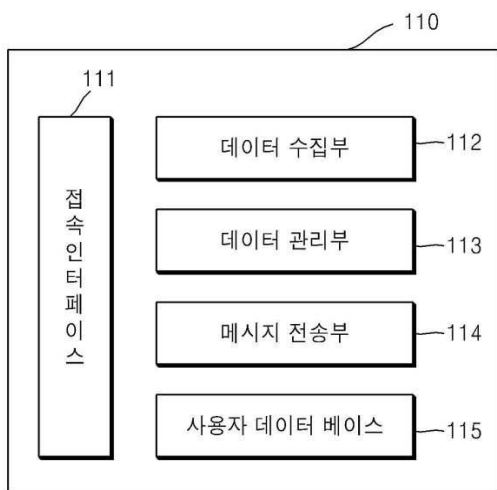 110
111
접속인터페이스
데이터 수집부
112
데이터 관리부
113
메시지 전송부
114
사용자 데이터 베이스
115